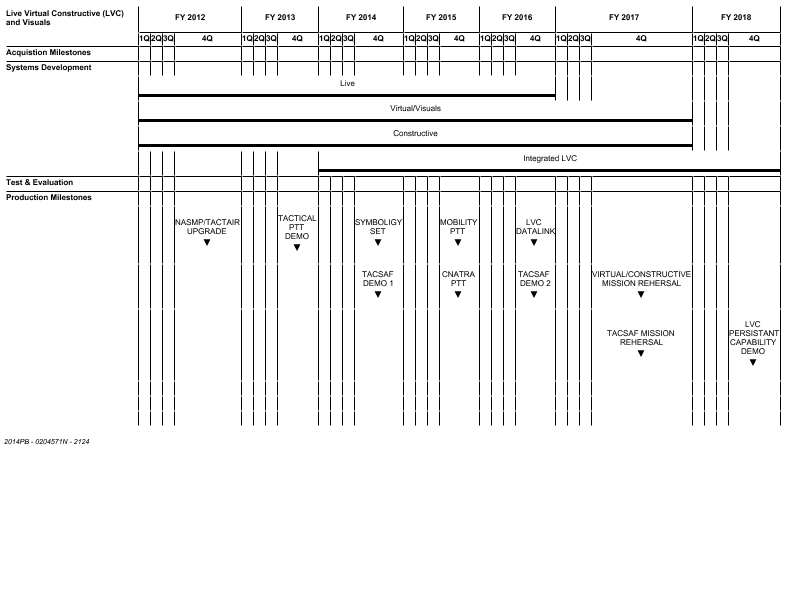 Live Virtual Constructive (LVC)
and Visuals
FY 2012 FY 2013 FY 2014 FY 2015 FY 2016 FY 2017 FY 2018
1Q 2Q 3Q 4Q 1Q 2Q 3Q 4Q 1Q 2Q 3Q 4Q 1Q 2Q 3Q 4Q 1Q 2Q 3Q 4Q 1Q 2Q 3Q 4Q 1Q 2Q 3Q 4Q
Acquistion Milestones
Systems Development
Live
Virtual/Visuals
Constructive
Integrated LVC
Test & Evaluation
Production Milestones
NASMP/TACTAIR
UPGRADE
TACTICAL
PTT
DEMO
SYMBOLIGY
SET
MOBILITY
PTT
LVC
DATALINK
TACSAF
DEMO 1
CNATRA
PTT
TACSAF
DEMO 2
VIRTUAL/CONSTRUCTIVE
MISSION REHERSAL
TACSAF MISSION
REHERSAL
LVC
PERSISTANT
CAPABILITY
DEMO
2014PB - 0204571N - 2124